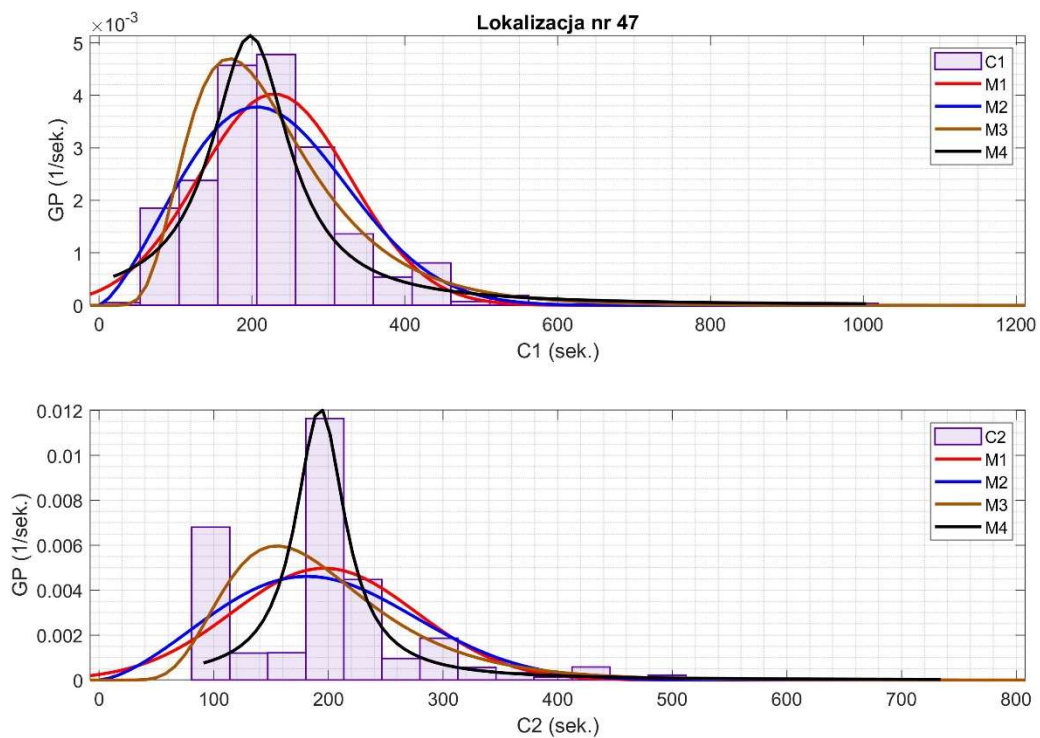 Lokalizacja nr 47
×10⁻³
5
4
3
2
1
0
GP (1/sek.)
C1
M1
M2
M3
M4
0 200 400 600 800 1000 1200
C1 (sek.)
0.012
0.01
0.008
0.006
0.004
0.002
0
GP (1/sek.)
C2
M1
M2
M3
M4
0 100 200 300 400 500 600 700 800
C2 (sek.)